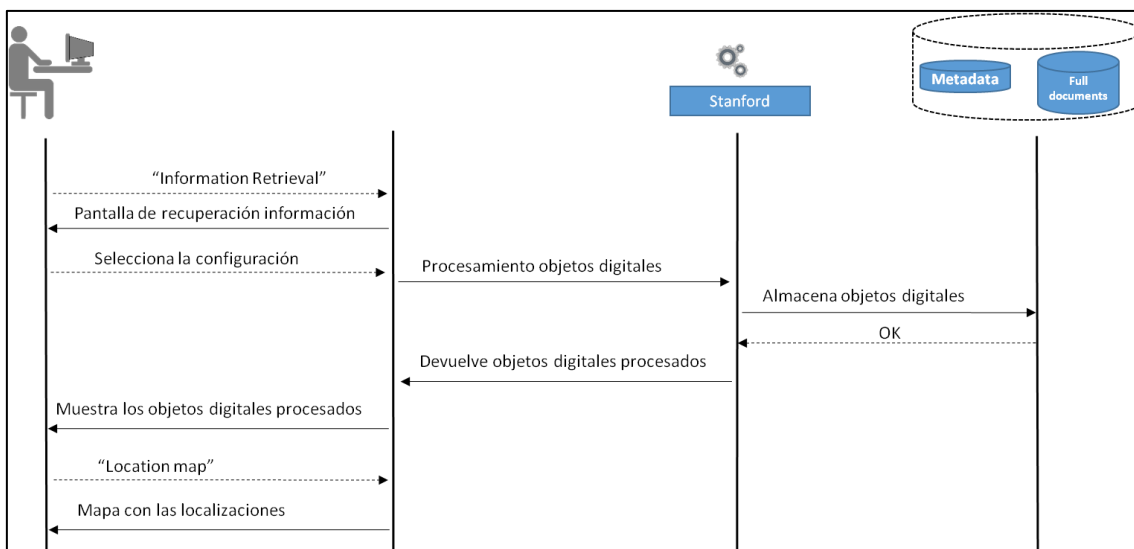 Metadata
Full
documents
Stanford
“Information Retrieval”
Pantalla de recuperación información
Selecciona la configuración
Procesamiento objetos digitales
Almacena objetos digitales
OK
Devuelve objetos digitales procesados
Muestra los objetos digitales procesados
“Location map”
Mapa con las localizaciones